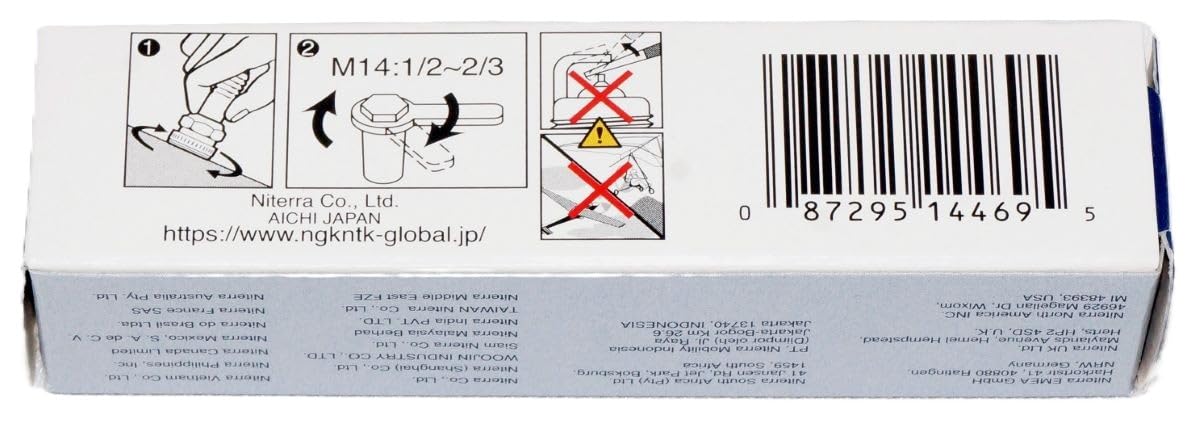 1
2
M14:1/2~2/3
Niterra Co., Ltd.
AICHI JAPAN
https://www.ngkntk-global.jp/
0 87295 14469 5
Niterra EMEA GmbH
Harkortstr 41, 40880 Ratingen,
NRW, Germany
Niterra UK Ltd.
Maylands Avenue, Hemel Hempstead,
Herts, HP2 4SD, U.K.
Niterra North America INC.
46929 Magellan Dr, Wixom,
MI 48393, USA
Niterra South Africa (Pty) Ltd
41 Jansen Rd, Jet Park, Boksburg,
1459, South Africa
PT. Niterra Mobility Indonesia
(Diimpor oleh) Jl. Raya
Jakarta-Bogor Km 26.6
Jakarta 13740, INDONESIA
Niterra Co., Ltd.
Niterra (Shanghai) Co., Ltd.
WOOJIN INDUSTRY CO., LTD
Siam Niterra Co., Ltd.
Niterra Malaysia Berhad
Niterra India PVT. LTD.
TAIWAN Niterra Co., Ltd.
Niterra Middle East FZE
Niterra Vietnam Co., Ltd.
Niterra Philippines, Inc.
Niterra Canada Limited
Niterra Mexico, S. A. de C. V
Niterra do Brasil Ltda.
Niterra France SAS
Niterra Australia Pty. Ltd.